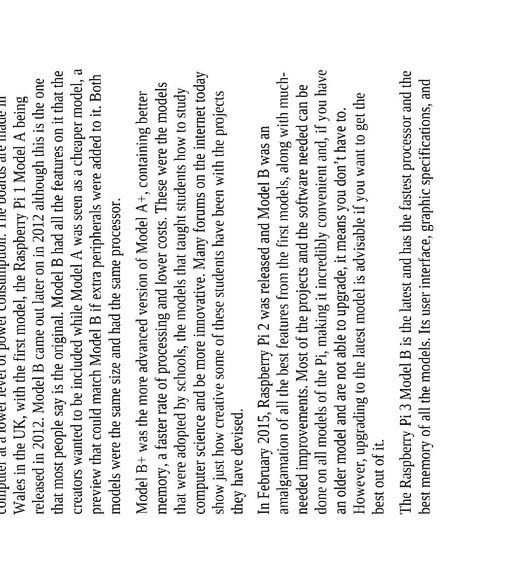 computer at a lower level of power consumption. The boards are made in
Wales in the UK, with the first model, the Raspberry Pi 1 Model A being
released in 2012. Model B came out later on in 2012 although this is the one
that most people say is the original. Model B had all the features on it that the
creators wanted to be included while Model A was seen as a cheaper model, a
preview that could match Model B if extra peripherals were added to it. Both
models were the same size and had the same processor.
Model B+ was the more advanced version of Model A+, containing better
memory, a faster rate of processing and lower costs. These were the models
that were adopted by schools, the models that taught students how to study
computer science and be more innovative. Many forums on the internet today
show just how creative some of these students have been with the projects
they have devised.
In February 2015, Raspberry Pi 2 was released and Model B was an
amalgamation of all the best features from the first models, along with much-
needed improvements. Most of the projects and the software needed can be
done on all models of the Pi, making it incredibly convenient and, if you have
an older model and are not able to upgrade, it means you don't have to.
However, upgrading to the latest model is advisable if you want to get the
best out of it.
The Raspberry Pi 3 Model B is the latest and has the fastest processor and the
best memory of all the models. Its user interface, graphic specifications, and